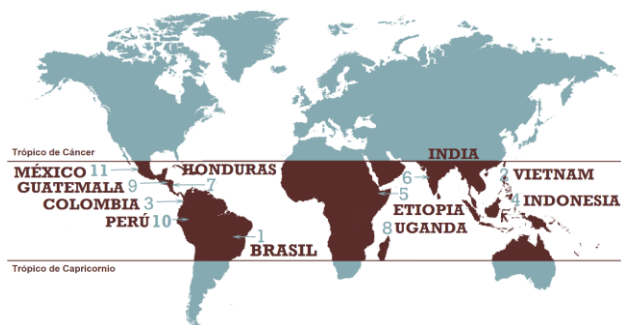 Trópico de Cáncer
INDIA
MÉXICO 11
HONDURAS
6
2 VIETNAM
GUATEMALA 9
7
5
COLOMBIA 3
ETIOPIA
4 INDONESIA
PERÚ 10
8 UGANDA
1
BRASIL
Trópico de Capricornio